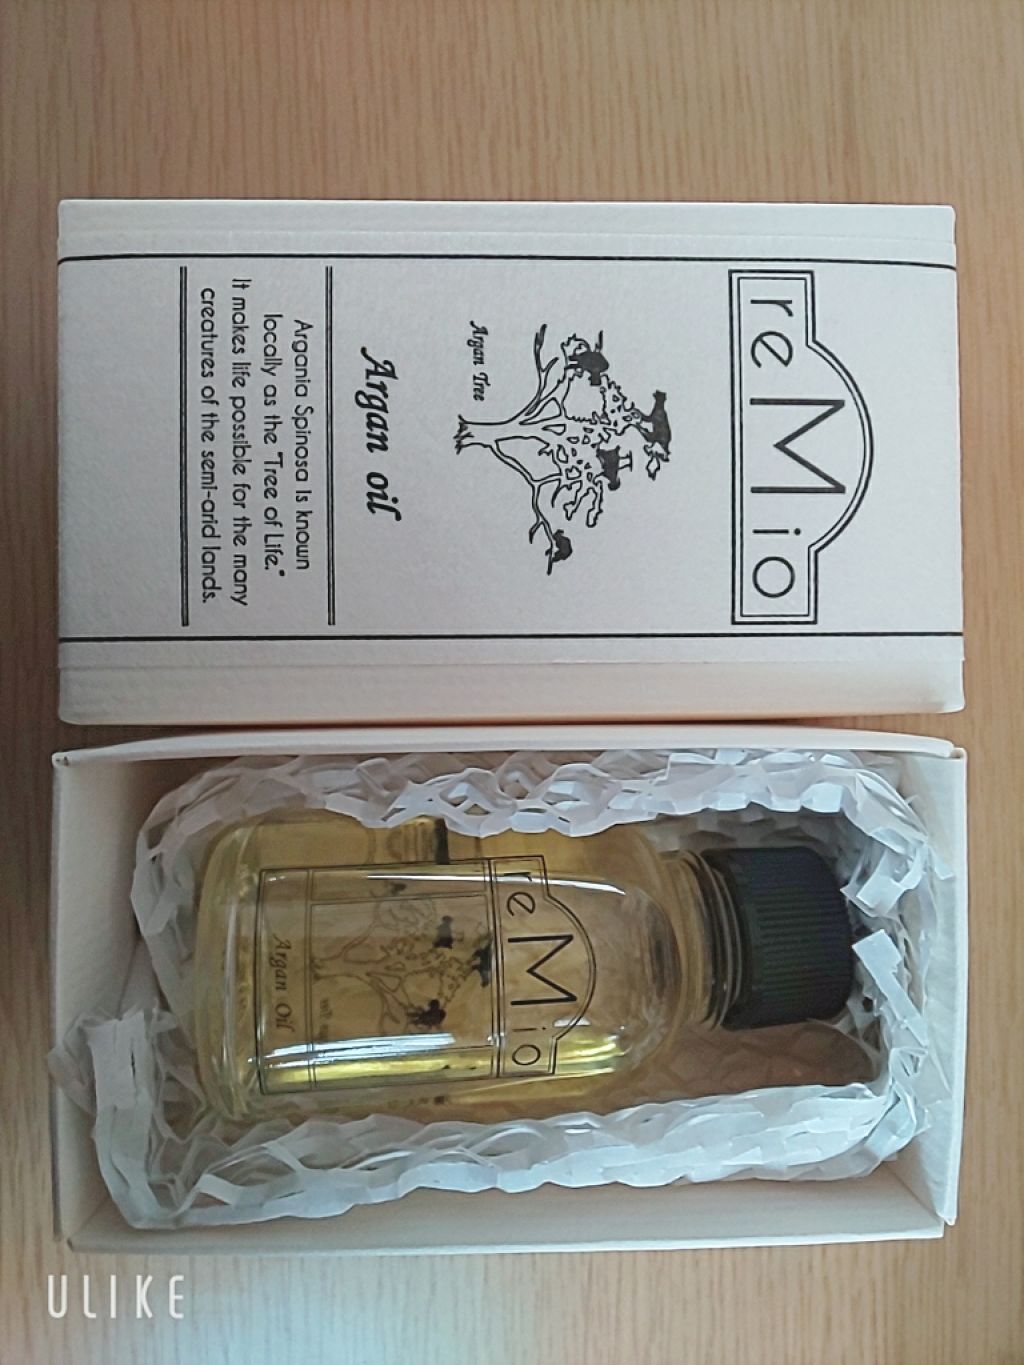 reMio
Argan Tree
Argan oil
Argania Spinosa is known
locally as the "Tree of Life."
It makes life possible for the many
creatures of the semi-arid lands.
reMio
Argan Oil
ULIKE